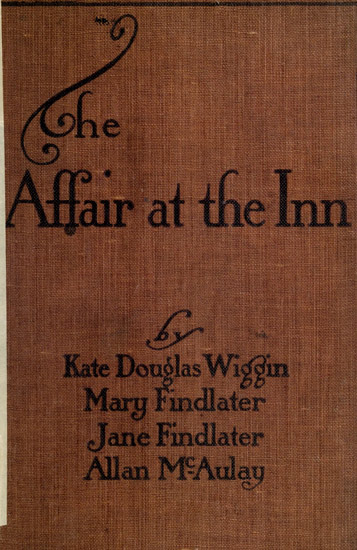 The
Affair at the Inn
by
Kate Douglas Wiggin
Mary Findlater
Jane Findlater
Allan McAulay